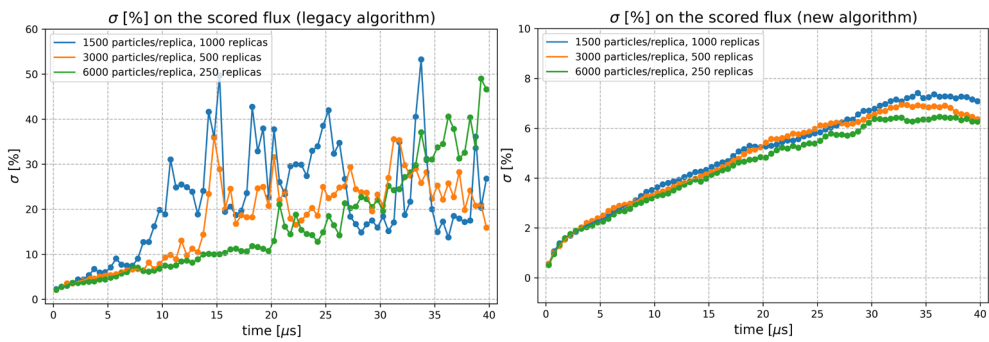 σ [%] on the scored flux (legacy algorithm)
60
50
40
30
20
10
0
σ [%]
1500 particles/replica, 1000 replicas
3000 particles/replica, 500 replicas
6000 particles/replica, 250 replicas
0 5 10 15 20 25 30 35 40
time [μs]
σ [%] on the scored flux (new algorithm)
10
8
6
4
2
0
σ [%]
1500 particles/replica, 1000 replicas
3000 particles/replica, 500 replicas
6000 particles/replica, 250 replicas
0 5 10 15 20 25 30 35 40
time [μs]